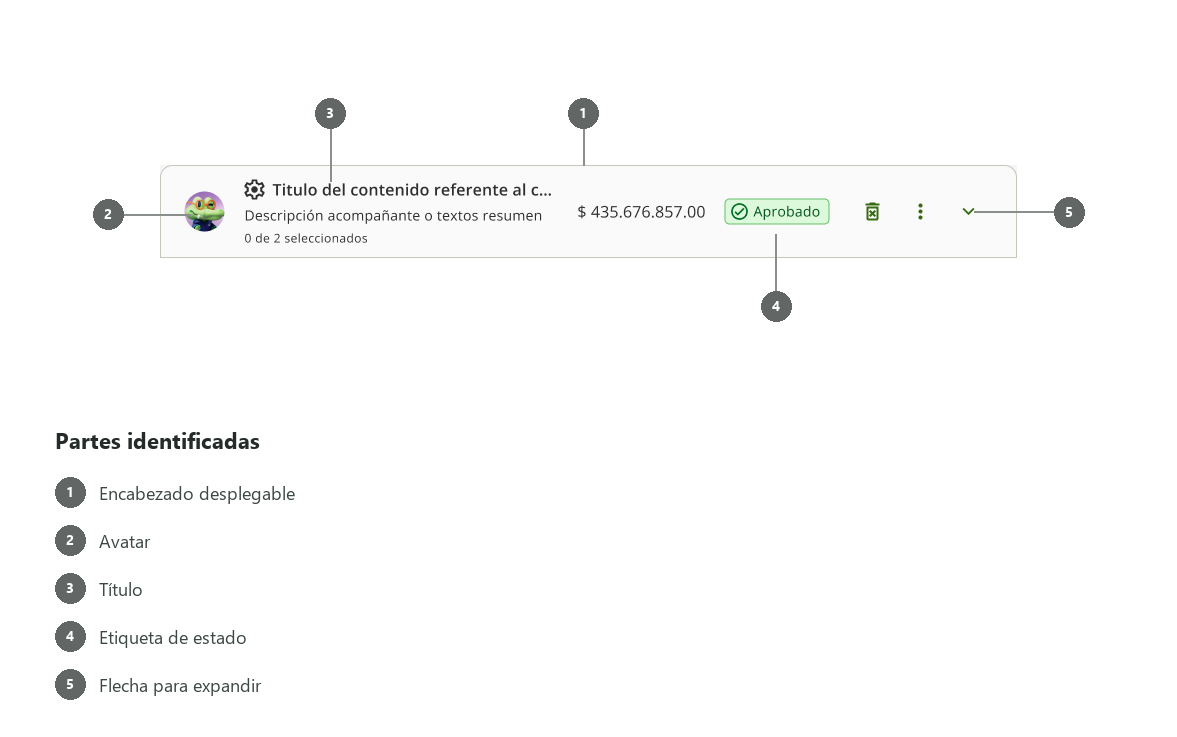 3
1
Titulo del contenido referente al c...
2
Descripción acompañante o textos resumen
$ 435.676.857.00
Aprobado
5
0 de 2 seleccionados
4
Partes identificadas
1 Encabezado desplegable
2 Avatar
3 Título
4 Etiqueta de estado
5 Flecha para expandir